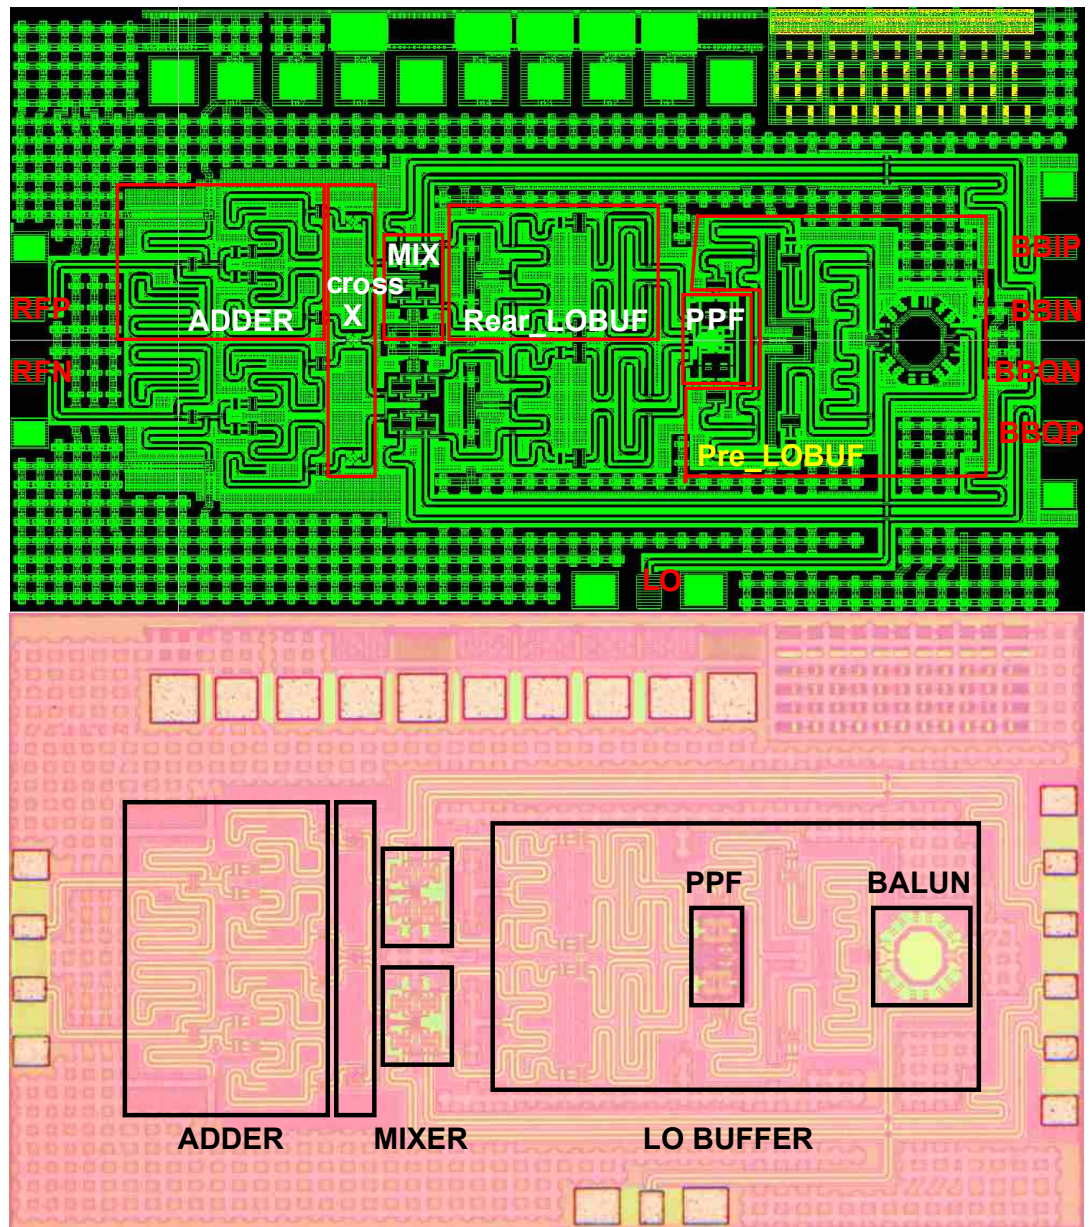 MIX
BBIP
cross
RFP
ADDER
X
Rear_LOBUF
PPF
BBIN
RFN
BBQN
BBQP
Pre_LOBUF
LO
PPF
BALUN
ADDER
MIXER
LO BUFFER